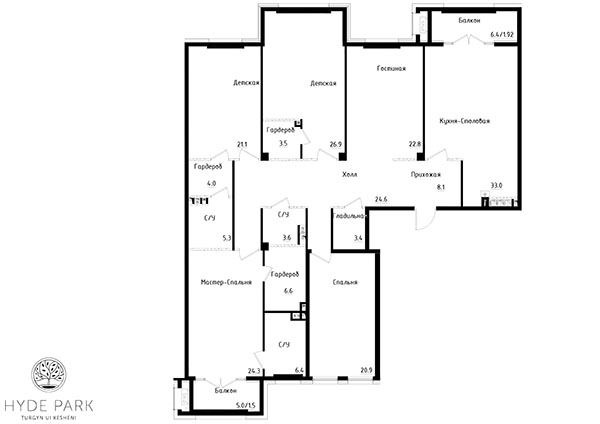 Балкон
6.4/1.92
Детская
21.1
Детская
26.9
Гардероб
3.5
Гостиная
22.8
Кухня-Столовая
33.0
Гардероб
4.0
Холл
24.6
Прихожая
8.1
С/У
5.3
С/У
3.6
Гладильна
3.4
Мастер-Спальня
24.3
Гардероб
6.6
Спальня
20.9
С/У
6.4
Балкон
5.0/1.5
HYDE PARK
TURGYN UI KESHENI